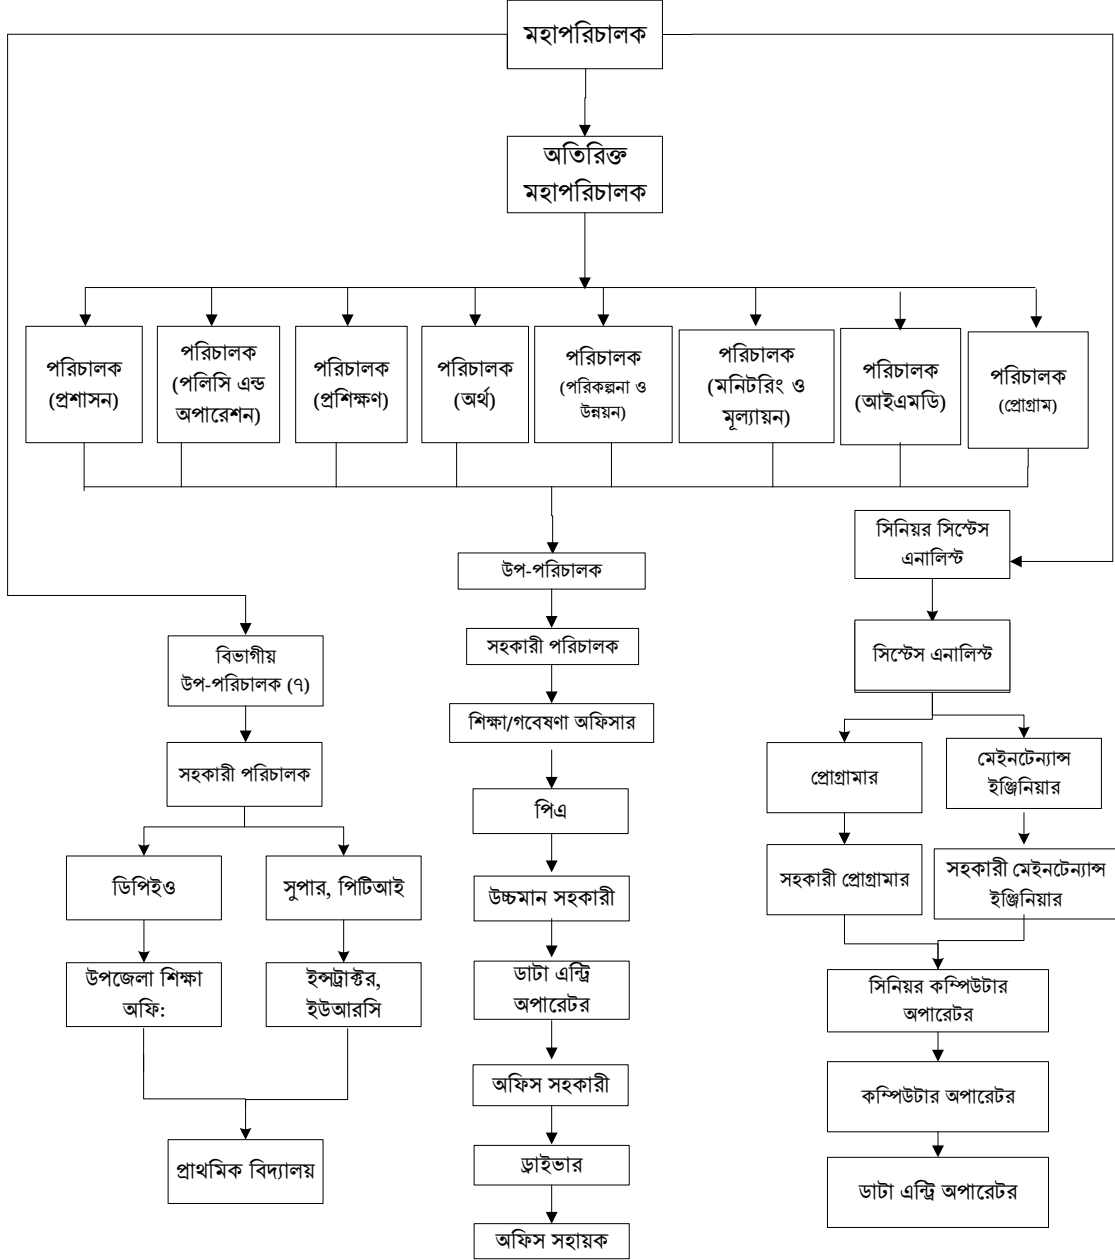 মহাপরিচালক
অতিরিক্ত
মহাপরিচালক
পরিচালক
(প্রশাসন)
পরিচালক
(পলিসি এন্ড
অপারেশন)
পরিচালক
(প্রশিক্ষণ)
পরিচালক
(অর্থ)
পরিচালক
(পরিকল্পনা ও
উন্নয়ন)
পরিচালক
(মনিটরিং ও
মূল্যায়ন)
পরিচালক
(আইএমডি)
পরিচালক
(প্রোগ্রাম)
বিভাগীয়
উপ-পরিচালক (৭)
সহকারী পরিচালক
ডিপিইও
সুপার, পিটিআই
উপজেলা শিক্ষা
অফি:
ইন্সট্রাক্টর,
ইউআরসি
প্রাথমিক বিদ্যালয়
উপ-পরিচালক
সহকারী পরিচালক
শিক্ষা/গবেষণা অফিসার
পিএ
উচ্চমান সহকারী
ডাটা এন্ট্রি
অপারেটর
অফিস সহকারী
ড্রাইভার
অফিস সহায়ক
সিনিয়র সিস্টেস
এনালিস্ট
সিস্টেস এনালিস্ট
প্রোগ্রামার
মেইনটেন্যান্স
ইঞ্জিনিয়ার
সহকারী প্রোগ্রামার
সহকারী মেইনটেন্যান্স
ইঞ্জিনিয়ার
সিনিয়র কম্পিউটার
অপারেটর
কম্পিউটার অপারেটর
ডাটা এন্ট্রি অপারেটর